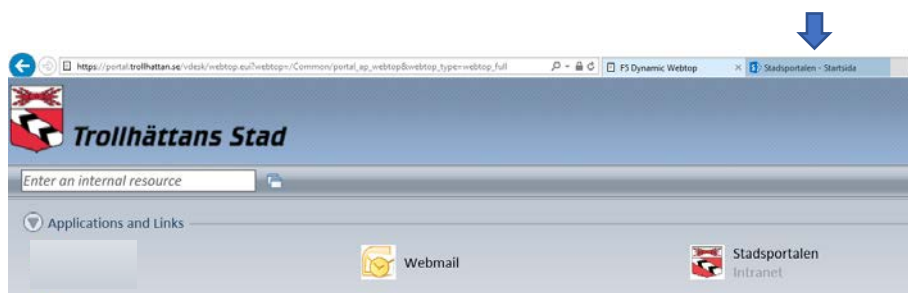 https://portal.trollhattan.se/vdesk/webtop.eui?webtop=/Common/portal_ap_webtop&webtop_type=webtop_full
F5 Dynamic Webtop
Stadsportalen - Startsida
Trollhättans Stad
Enter an internal resource
Applications and Links
Webmail
Stadsportalen
Intranet